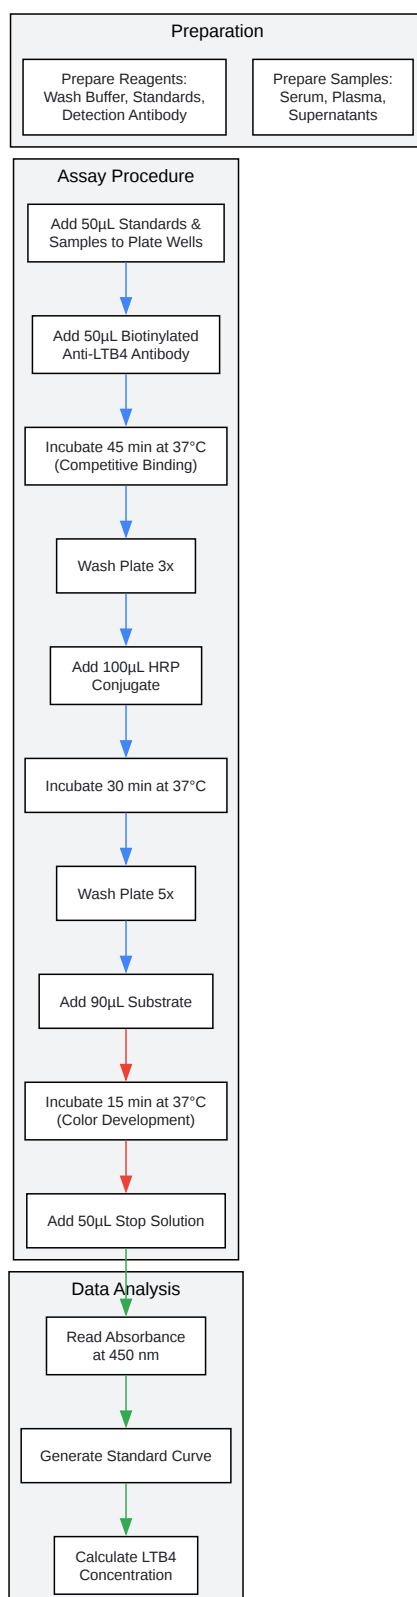 Preparation
Prepare Reagents:
Wash Buffer, Standards,
Detection Antibody
Prepare Samples:
Serum, Plasma,
Supernatants
Assay Procedure
Add 50µL Standards &
Samples to Plate Wells
Add 50µL Biotinylated
Anti-LTB4 Antibody
Incubate 45 min at 37°C
(Competitive Binding)
Wash Plate 3x
Add 100µL HRP
Conjugate
Incubate 30 min at 37°C
Wash Plate 5x
Add 90µL Substrate
Incubate 15 min at 37°C
(Color Development)
Add 50µL Stop Solution
Data Analysis
Read Absorbance
at 450 nm
Generate Standard Curve
Calculate LTB4
Concentration